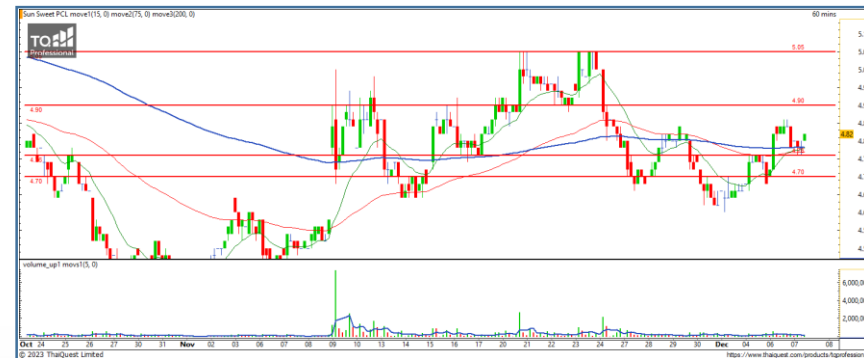 Sun Sweet PCL move1(15, 0) move2(75, 0) move3(200, 0)
60 mins
Professional
5.05
4.90
4.90
4.82
4.70
4.70
volume_up1 movs1(5, 0)
6,000,0
4,000,0
2,000,0
Oct 24 25 26 27 30 31 Nov 02 03 06 07 08 09 10 13 14 15 16 17 20 21 22 23 24 27 28 29 30 Dec 04 06 07 08
© 2023 ThaiQuest Limited
https://www.thaiquest.com/products/topprofession